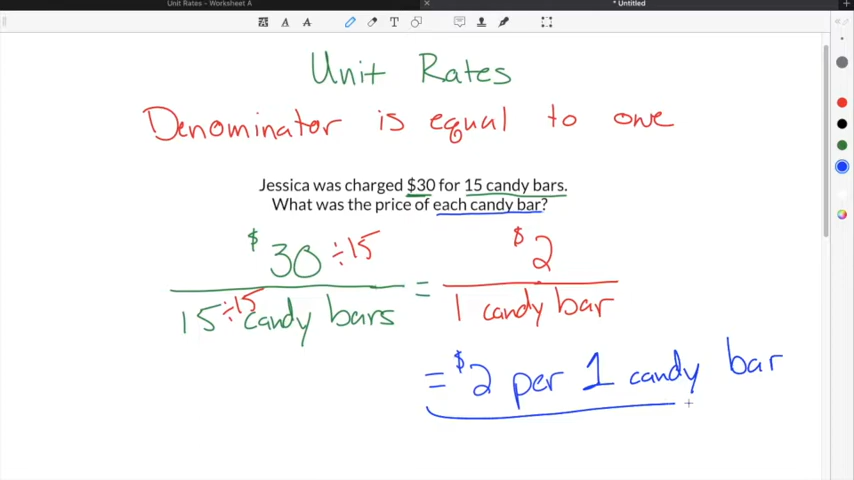 Unit Rates - Worksheet A
* Untitled
Unit Rates
Denominator is equal to one
Jessica was charged $30 for 15 candy bars.
What was the price of each candy bar?
$30 ÷15 $2
= 
15 ÷15 candy bars 1 candy bar
= $2 per 1 candy bar